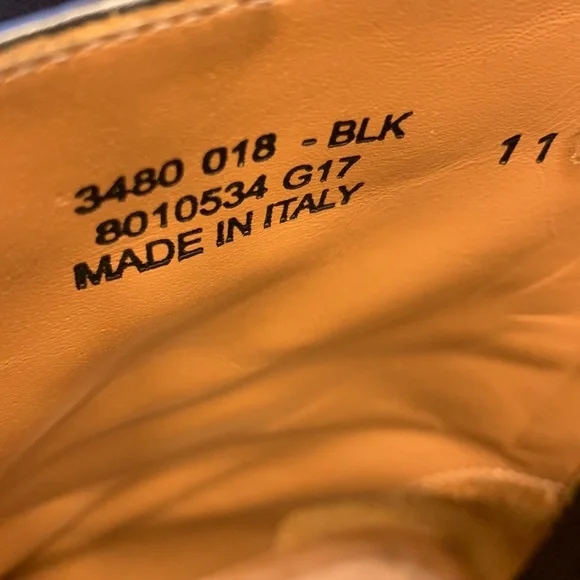 3480 018 - BLK
8010534 G17
MADE IN ITALY
11